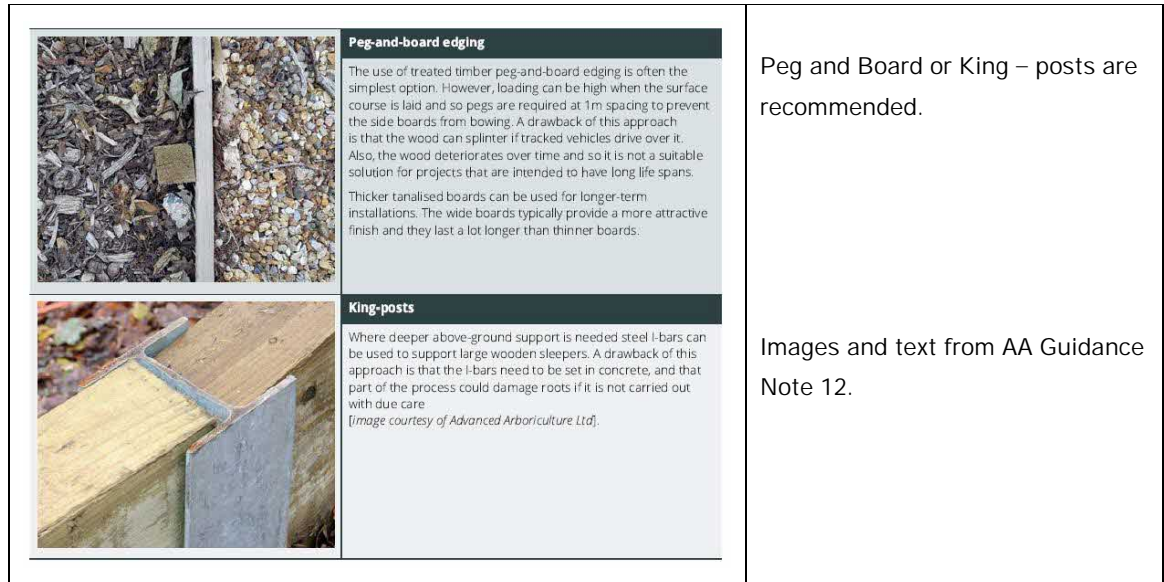 Peg-and-board edging
The use of treated timber peg-and-board edging is often the
simplest option. However, loading can be high when the surface
course is laid and so pegs are required at 1m spacing to prevent
the side boards from bowing. A drawback of this approach
is that the wood can splinter if tracked vehicles drive over it.
Also, the wood deteriorates over time and so it is not a suitable
solution for projects that are intended to have long life spans.
Thicker tanalised boards can be used for longer-term
installations. The wide boards typically provide a more attractive
finish and they last a lot longer than thinner boards.
King-posts
Where deeper above-ground support is needed steel I-bars can
be used to support large wooden sleepers. A drawback of this
approach is that the I-bars need to be set in concrete, and that
part of the process could damage roots if it is not carried out
with due care
[image courtesy of Advanced Arboriculture Ltd].
Peg and Board or King – posts are
recommended.
Images and text from AA Guidance
Note 12.